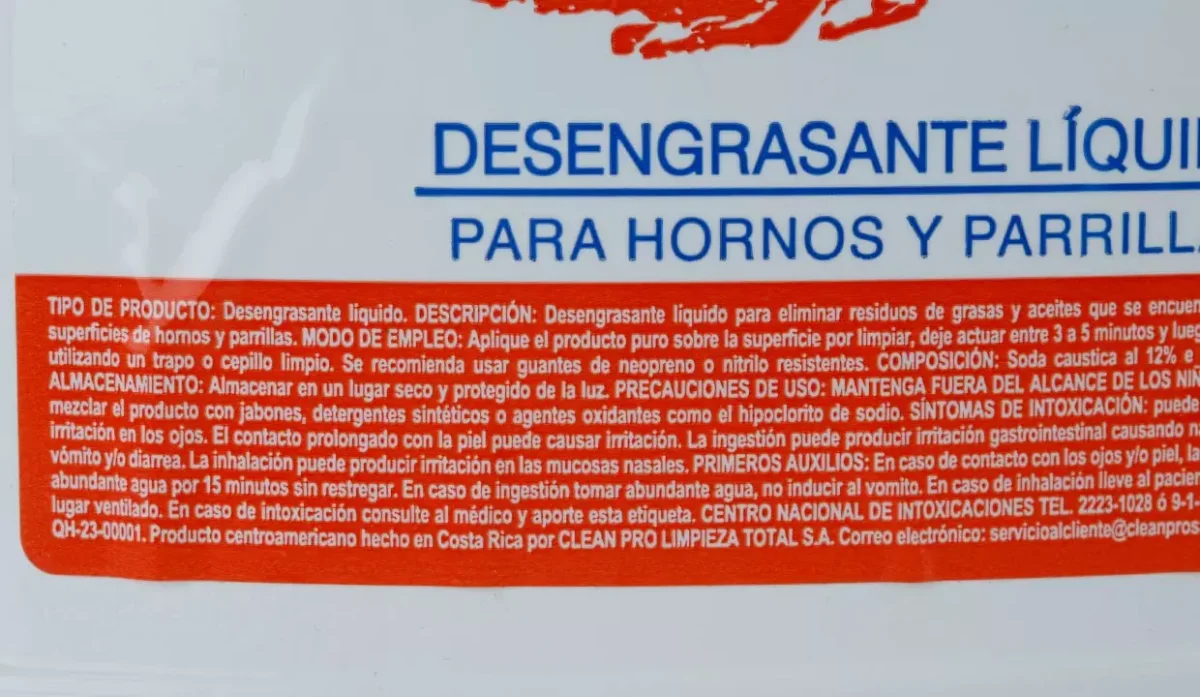 DESENGRASANTE LÍQUI
PARA HORNOS Y PARRILL
TIPO DE PRODUCTO: Desengrasante liquido. DESCRIPCIÓN: Desengrasante liquido para eliminar residuos de grasas y aceites que se encue
superficies de hornos y parrillas. MODO DE EMPLEO: Aplique el producto puro sobre la superficie por limpiar, deje actuar entre 3 a 5 minutos y lue
utilizando un trapo o cepillo limpio. Se recomienda usar guantes de neopreno o nitrilo resistentes. COMPOSICIÓN: Soda caustica al 12% e
ALMACENAMIENTO: Almacenar en un lugar seco y protegido de la luz. PRECAUCIONES DE USO: MANTENGA FUERA DEL ALCANCE DE LOS NIÑ
mezclar el producto con jabones, detergentes sintéticos o agentes oxidantes como el hipoclorito de sodio. SÍNTOMAS DE INTOXICACIÓN: pueda
irritación en los ojos. El contacto prolongado con la piel puede causar irritación. La ingestión puede producir irritación gastrointestinal causando n
vómito y/o diarrea. La inhalación puede producir irritación en las mucosas nasales. PRIMEROS AUXILIOS: En caso de contacto con los ojos y/o piel, la
abundante agua por 15 minutos sin restregar. En caso de ingestión tomar abundante agua, no inducir al vomito. En caso de inhalación lleve al pacien
lugar ventilado. En caso de intoxicación consulte al médico y aporte esta etiqueta. CENTRO NACIONAL DE INTOXICACIONES TEL. 2223-1028 ó 9-1
QH-23-00001. Producto centroamericano hecho en Costa Rica por CLEAN PRO LIMPIEZA TOTAL S.A. Correo electrónico: servicioalcliente@cleanpros